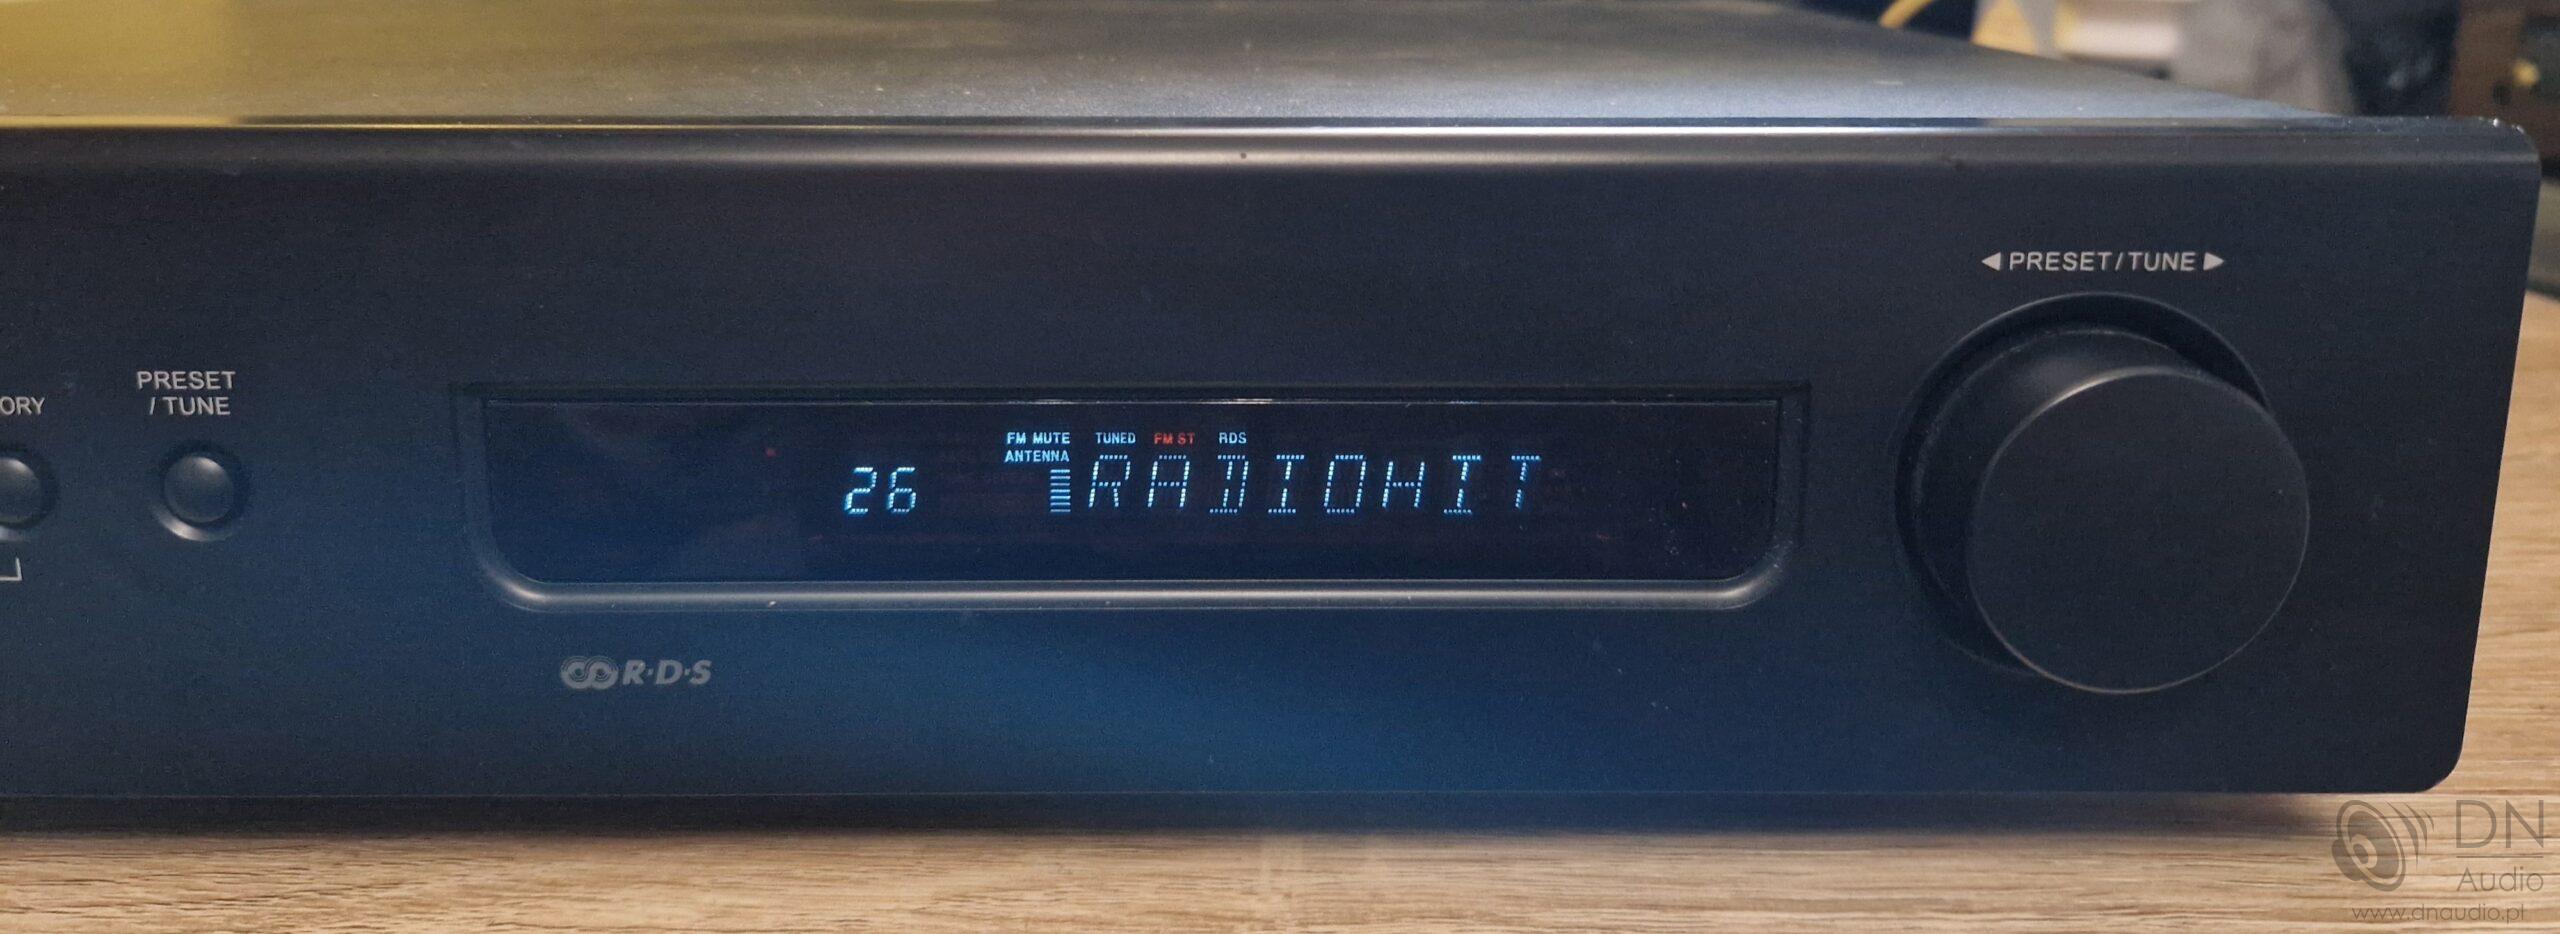 ◀ PRESET/TUNE ▶
PRESET
/ TUNE
ORY
FM MUTE TUNED FM ST RDS
ANTENNA
26 RADIOHIT
R·D·S
DN
Audio
www.dnaudio.pl